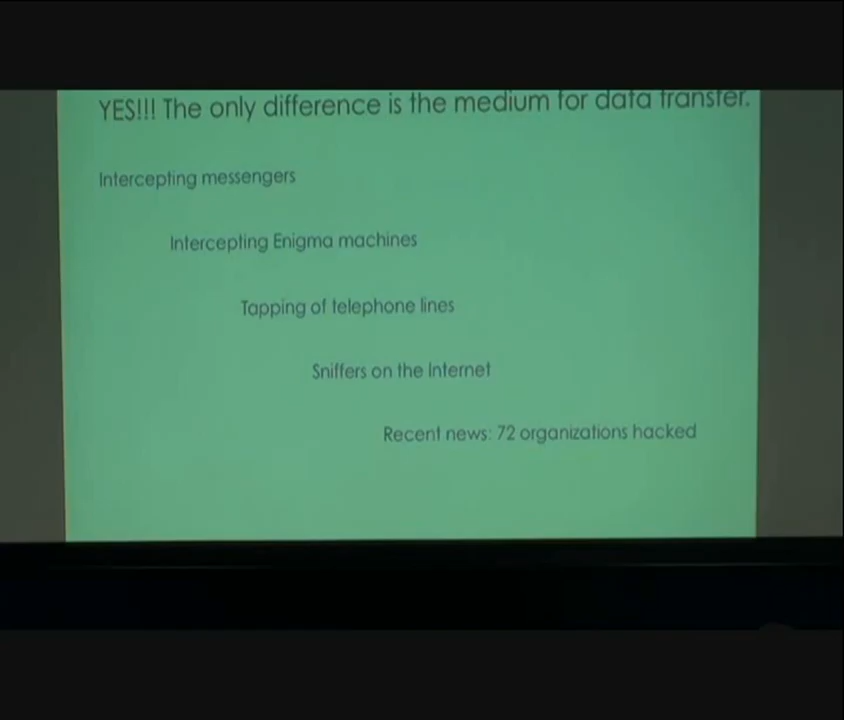 YES!!! The only difference is the medium for data transfer.
Intercepting messengers
Intercepting Enigma machines
Tapping of telephone lines
Sniffers on the Internet
Recent news: 72 organizations hacked